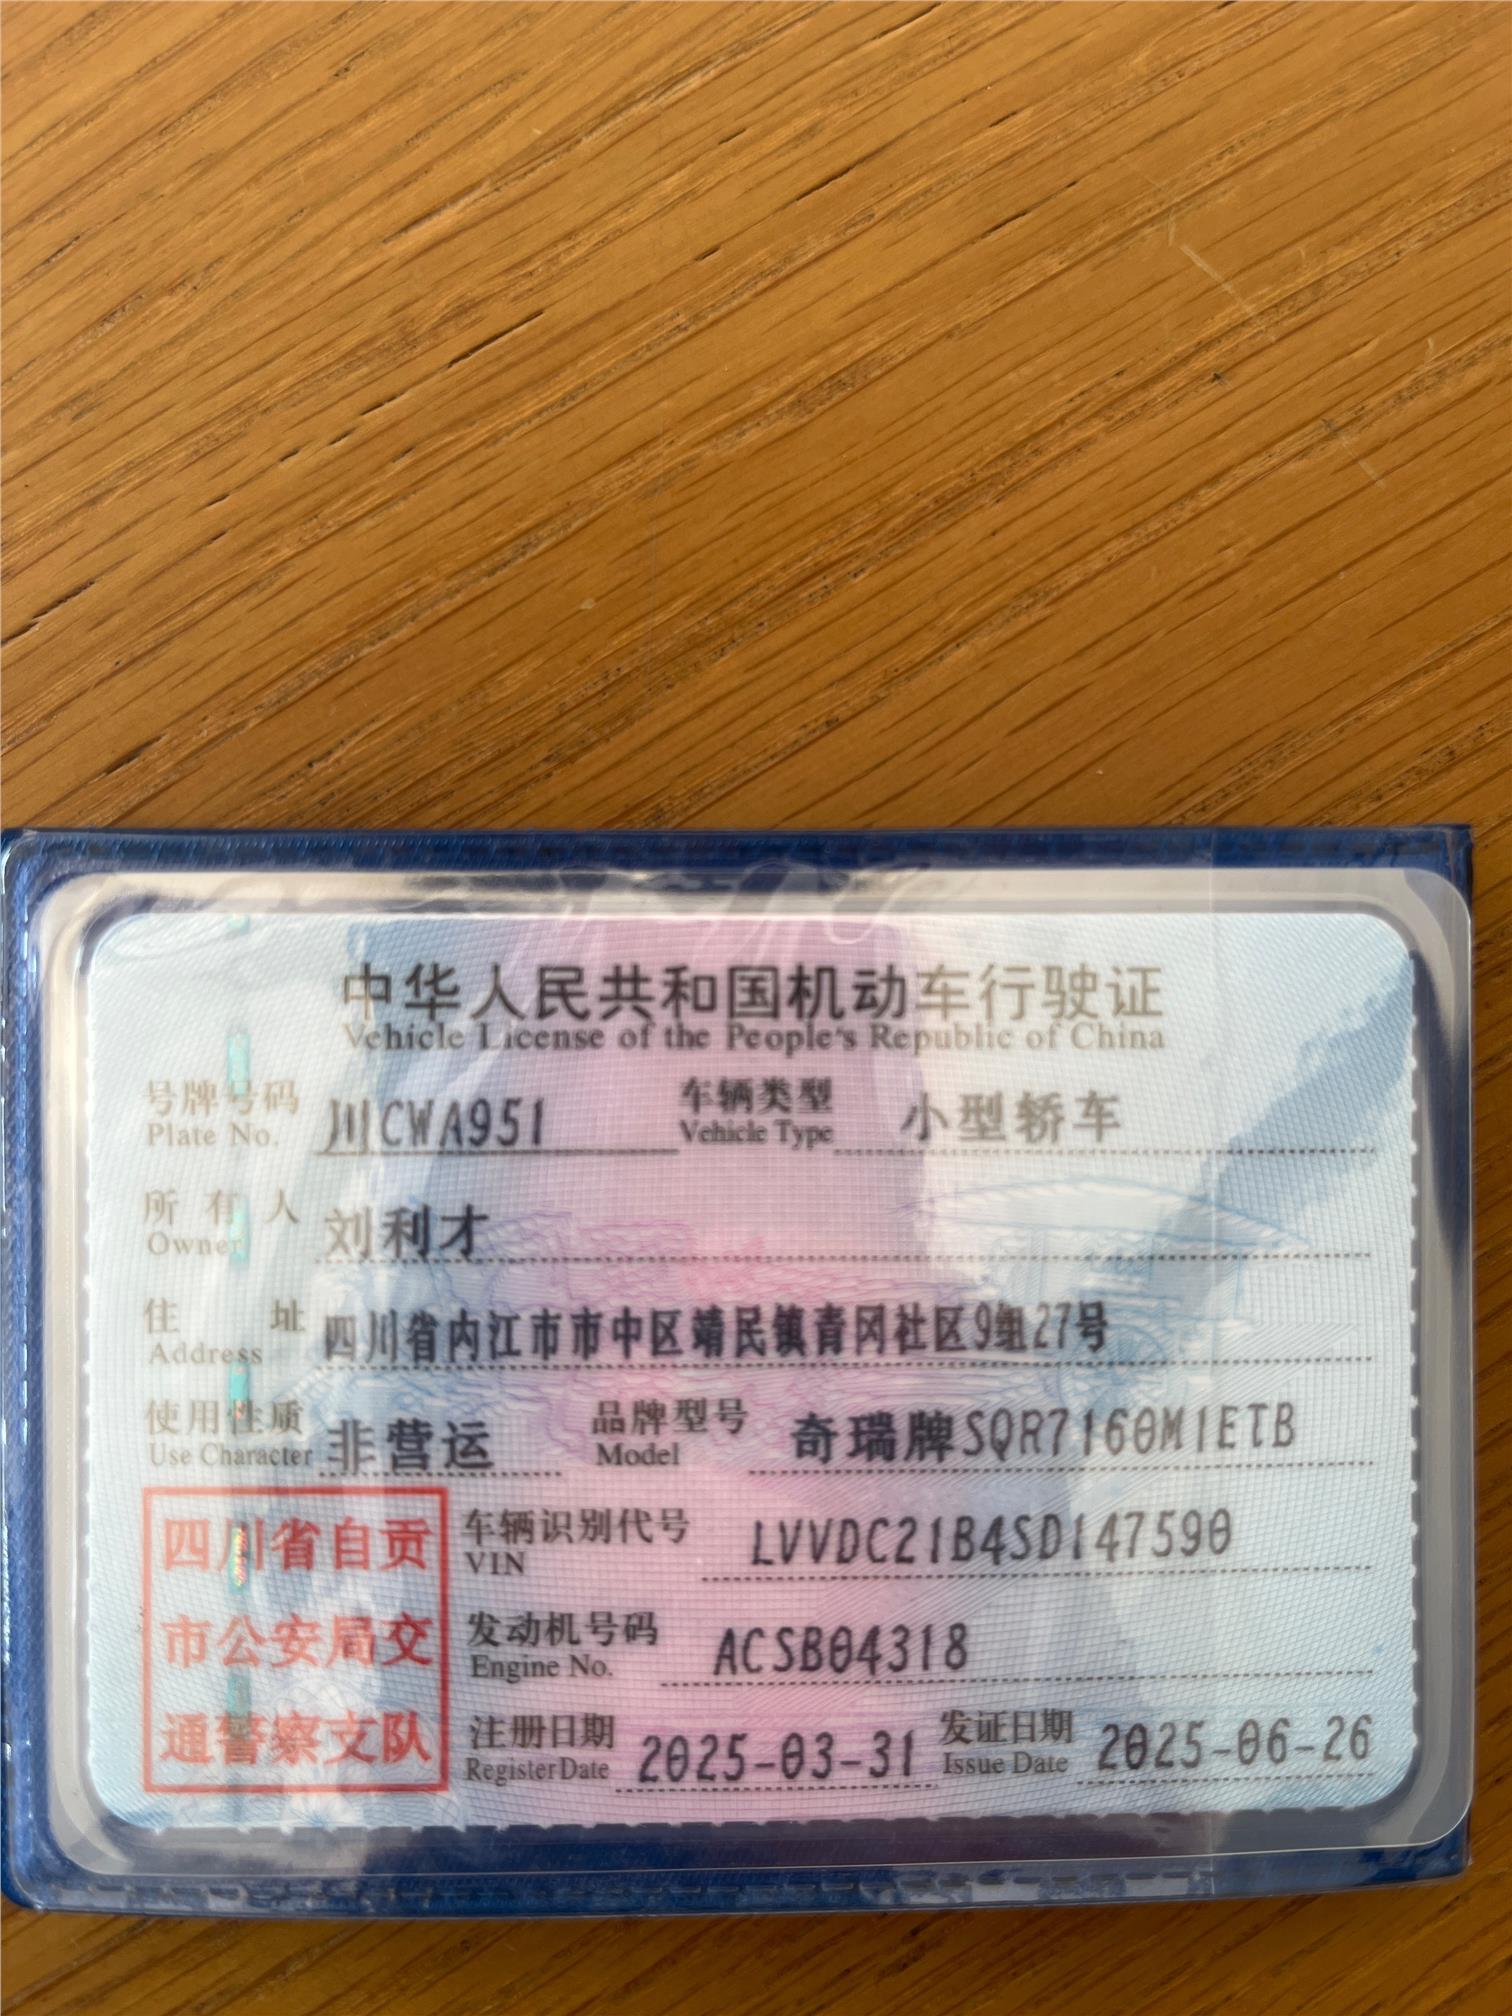 中华人民共和国机动车行驶证
Vehicle License of the People's Republic of China
号牌号码 川CWA951 车辆类型 小型轿车
Plate No. Vehicle Type
所有人 刘利才
Owner
住址 四川省内江市市中区靖民镇青冈社区9组27号
Address
使用性质 非营运 品牌型号 奇瑞牌SQR7160M1ETB
Use Character Model
四川省自贡
市公安局交
通警察支队
车辆识别代号 LVVDC21B4SD147590
VIN
发动机号码 ACSB04318
Engine No.
注册日期 2025-03-31 发证日期 2025-06-26
Register Date Issue Date